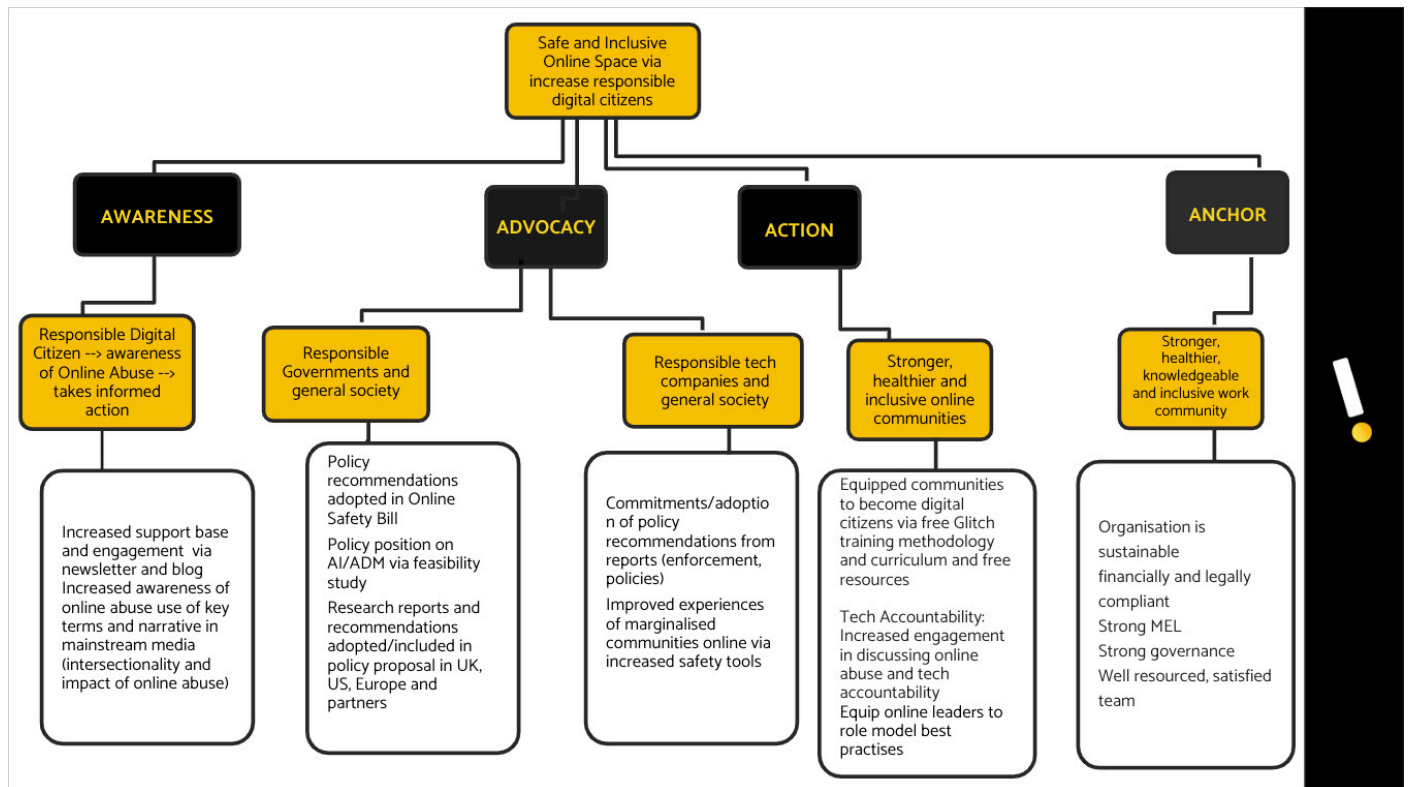 Safe and Inclusive
Online Space via
increase responsible
digital citizens
AWARENESS
ADVOCACY
ACTION
ANCHOR
Responsible Digital
Citizen --> awareness
of Online Abuse -->
takes informed
action
Responsible
Governments and
general society
Responsible tech
companies and
general society
Stronger,
healthier and
inclusive online
communities
Stronger,
healthier,
knowledgeable
and inclusive work
community
Increased support base
and engagement via
newsletter and blog
Increased awareness of
online abuse use of key
terms and narrative in
mainstream media
(intersectionality and
impact of online abuse)
Policy
recommendations
adopted in Online
Safety Bill
Policy position on
AI/ADM via feasibility
study
Research reports and
recommendations
adopted/included in
policy proposal in UK,
US, Europe and
partners
Commitments/adoptio
n of policy
recommendations from
reports (enforcement,
policies)
Improved experiences
of marginalised
communities online via
increased safety tools
Equipped communities
to become digital
citizens via free Glitch
training methodology
and curriculum and free
resources
Tech Accountability:
Increased engagement
in discussing online
abuse and tech
accountability
Equip online leaders to
role model best
practises
Organisation is
sustainable
financially and legally
compliant
Strong MEL
Strong governance
Well resourced, satisfied
team
!